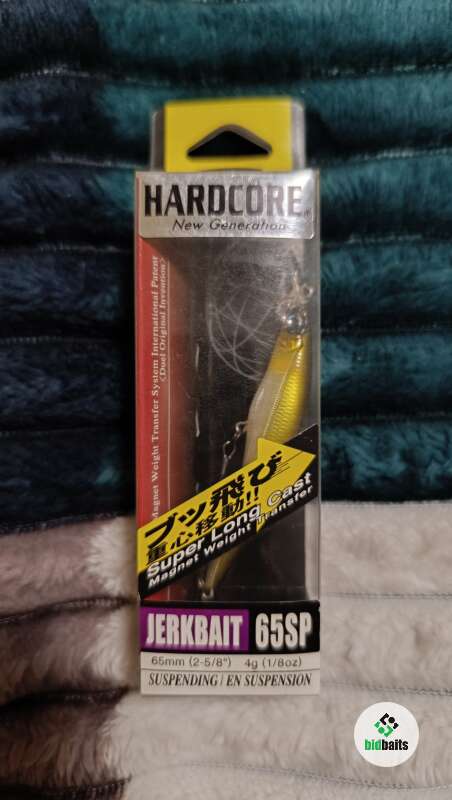 HARDCORE®
New Generation
Magnet Weight Transfer System International Patent
<Duel Original Invention>
ブッ飛び
重心移動!!
Super Long Cast
Magnet Weight Transfer
JERKBAIT 65SP
65mm (2-5/8") 4g (1/8oz)
SUSPENDING / EN SUSPENSION
bidbaits